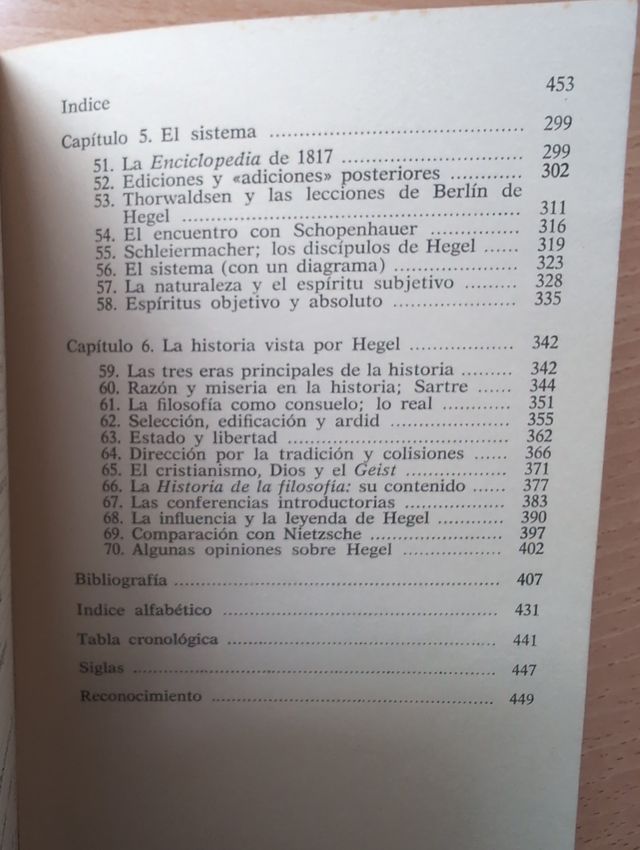 Indice 453
Capítulo 5. El sistema ........................................ 299
51. La Enciclopedia de 1817 ............................ 299
52. Ediciones y «adiciones» posteriores ........... 302
53. Thorwaldsen y las lecciones de Berlín de
Hegel ..................................................... 311
54. El encuentro con Schopenhauer .............. 316
55. Schleiermacher; los discípulos de Hegel ...... 319
56. El sistema (con un diagrama) ................... 323
57. La naturaleza y el espíritu subjetivo ......... 328
58. Espíritus objetivo y absoluto .................. 335
Capítulo 6. La historia vista por Hegel .................. 342
59. Las tres eras principales de la historia ......... 342
60. Razón y miseria en la historia; Sartre ...... 344
61. La filosofía como consuelo; lo real ............ 351
62. Selección, edificación y ardid .................. 355
63. Estado y libertad ..................................... 362
64. Dirección por la tradición y colisiones ...... 366
65. El cristianismo, Dios y el Geist ................ 371
66. La Historia de la filosofía: su contenido ...... 377
67. Las conferencias introductorias ................ 383
68. La influencia y la leyenda de Hegel ............ 390
69. Comparación con Nietzsche ...................... 397
70. Algunas opiniones sobre Hegel .................. 402
Bibliografía ..................................................... 407
Indice alfabético ............................................. 431
Tabla cronológica ............................................ 441
Siglas ............................................................ 447
Reconocimiento ............................................... 449